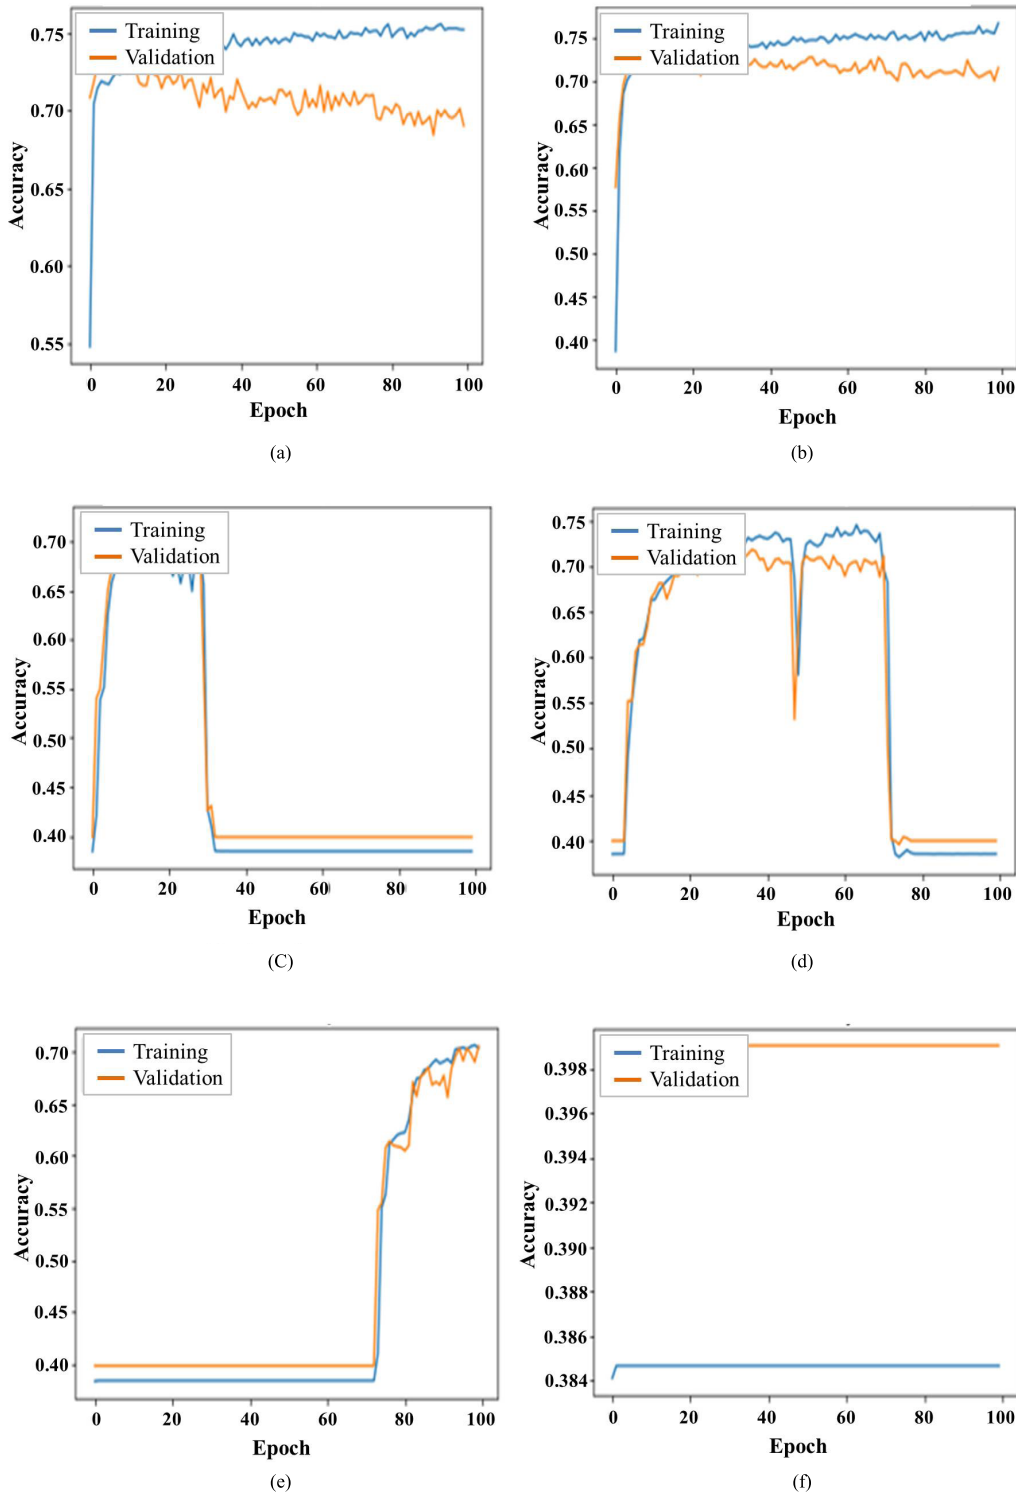 Training
Validation
0.75
0.70
0.65
0.60
0.55
Accuracy
0 20 40 60 80 100
Epoch
(a)
Training
Validation
0.75
0.70
0.65
0.60
0.55
0.50
0.45
0.40
Accuracy
0 20 40 60 80 100
Epoch
(b)
Training
Validation
0.70
0.65
0.60
0.55
0.50
0.45
0.40
Accuracy
0 20 40 60 80 100
Epoch
(C)
Training
Validation
0.75
0.70
0.65
0.60
0.55
0.50
0.45
0.40
Accuracy
0 20 40 60 80 100
Epoch
(d)
Training
Validation
0.70
0.65
0.60
0.55
0.50
0.45
0.40
Accuracy
0 20 40 60 80 100
Epoch
(e)
Training
Validation
0.398
0.396
0.394
0.392
0.390
0.388
0.386
0.384
Accuracy
0 20 40 60 80 100
Epoch
(f)